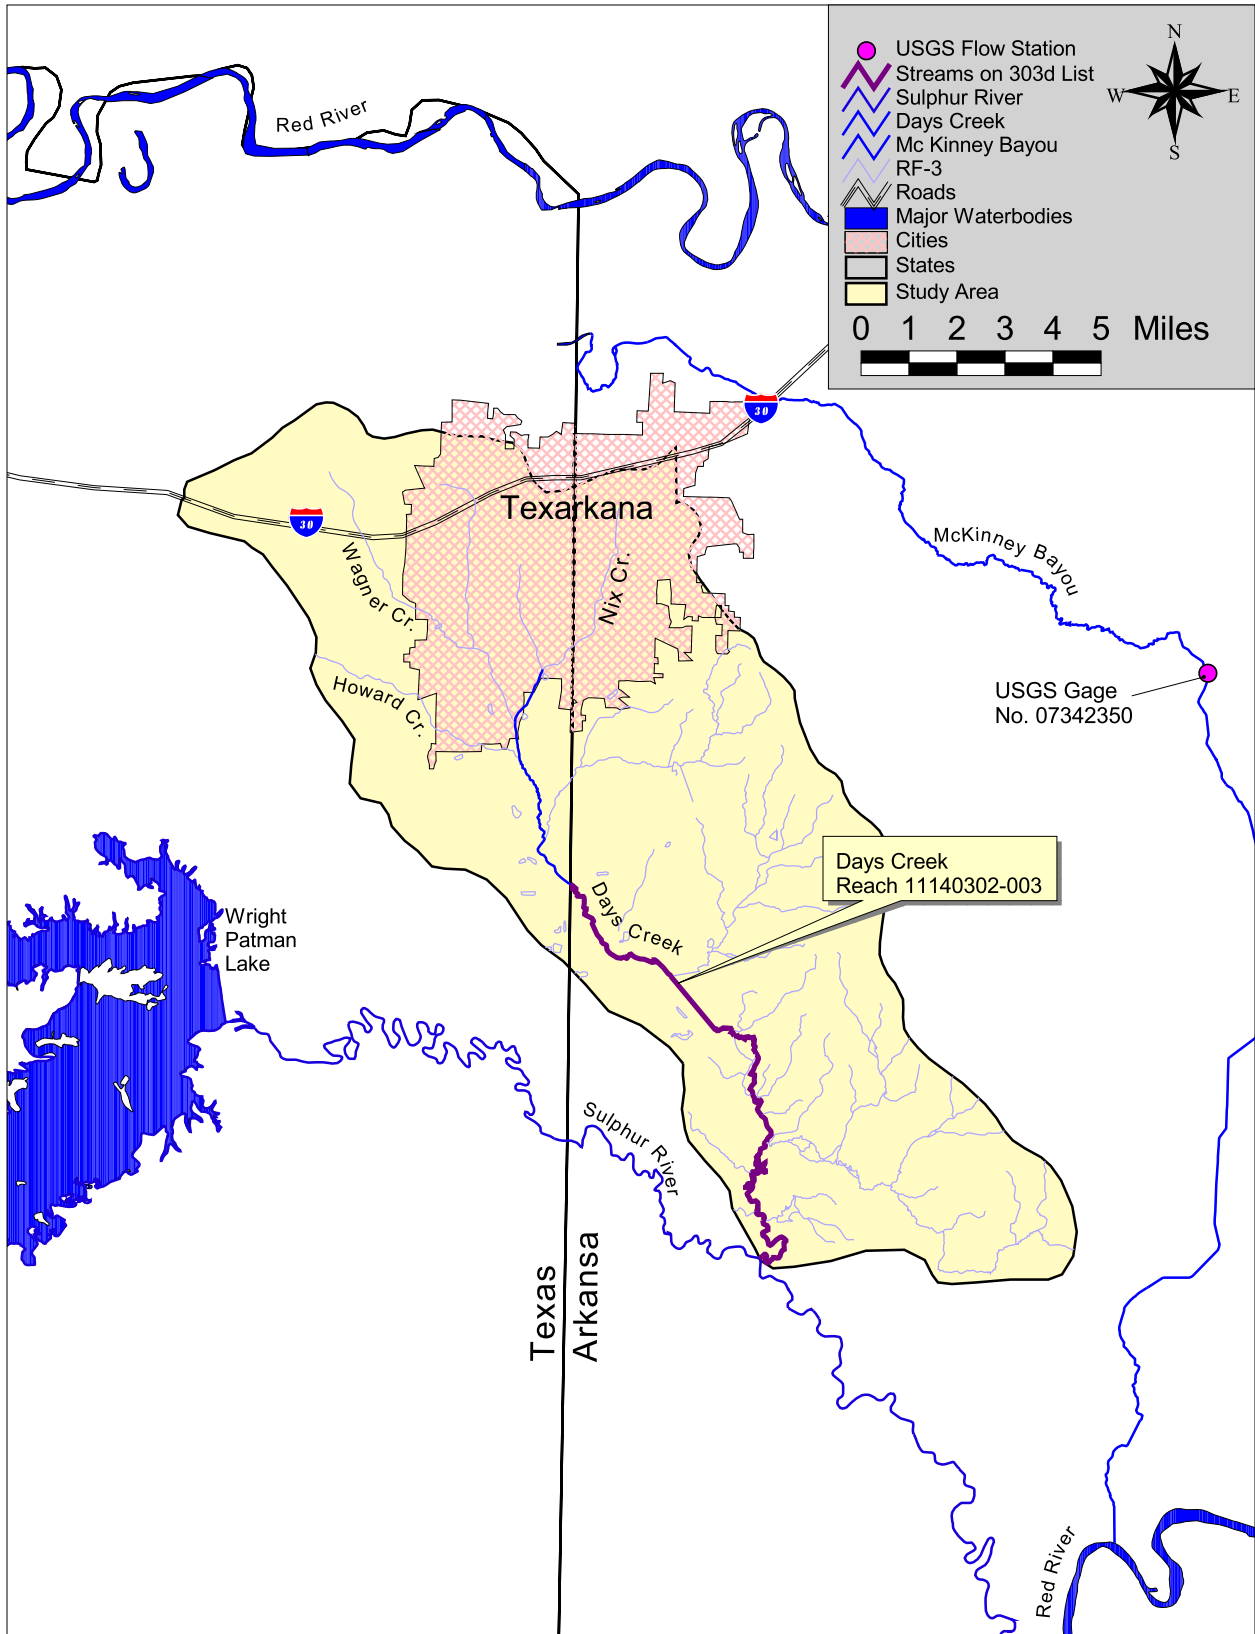 N
W E
S
USGS Flow Station
Streams on 303d List
Sulphur River
Days Creek
Mc Kinney Bayou
RF-3
Roads
Major Waterbodies
Cities
States
Study Area
0 1 2 3 4 5 Miles
Red River
30
Texarkana
30
McKinney Bayou
Wagner Cr.
Nix Cr.
Howard Cr.
USGS Gage
No. 07342350
Days Creek
Reach 11140302-003
Days Creek
Wright
Patman
Lake
Sulphur River
Texas
Arkansa
Red River